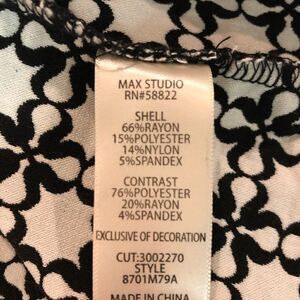 MAX STUDIO
RN#58822
SHELL
66%RAYON
15%POLYESTER
14%NYLON
5%SPANDEX
CONTRAST
76%POLYESTER
20%RAYON
4%SPANDEX
EXCLUSIVE OF DECORATION
CUT:3002270
STYLE
8701M79A
MADE IN CHINA